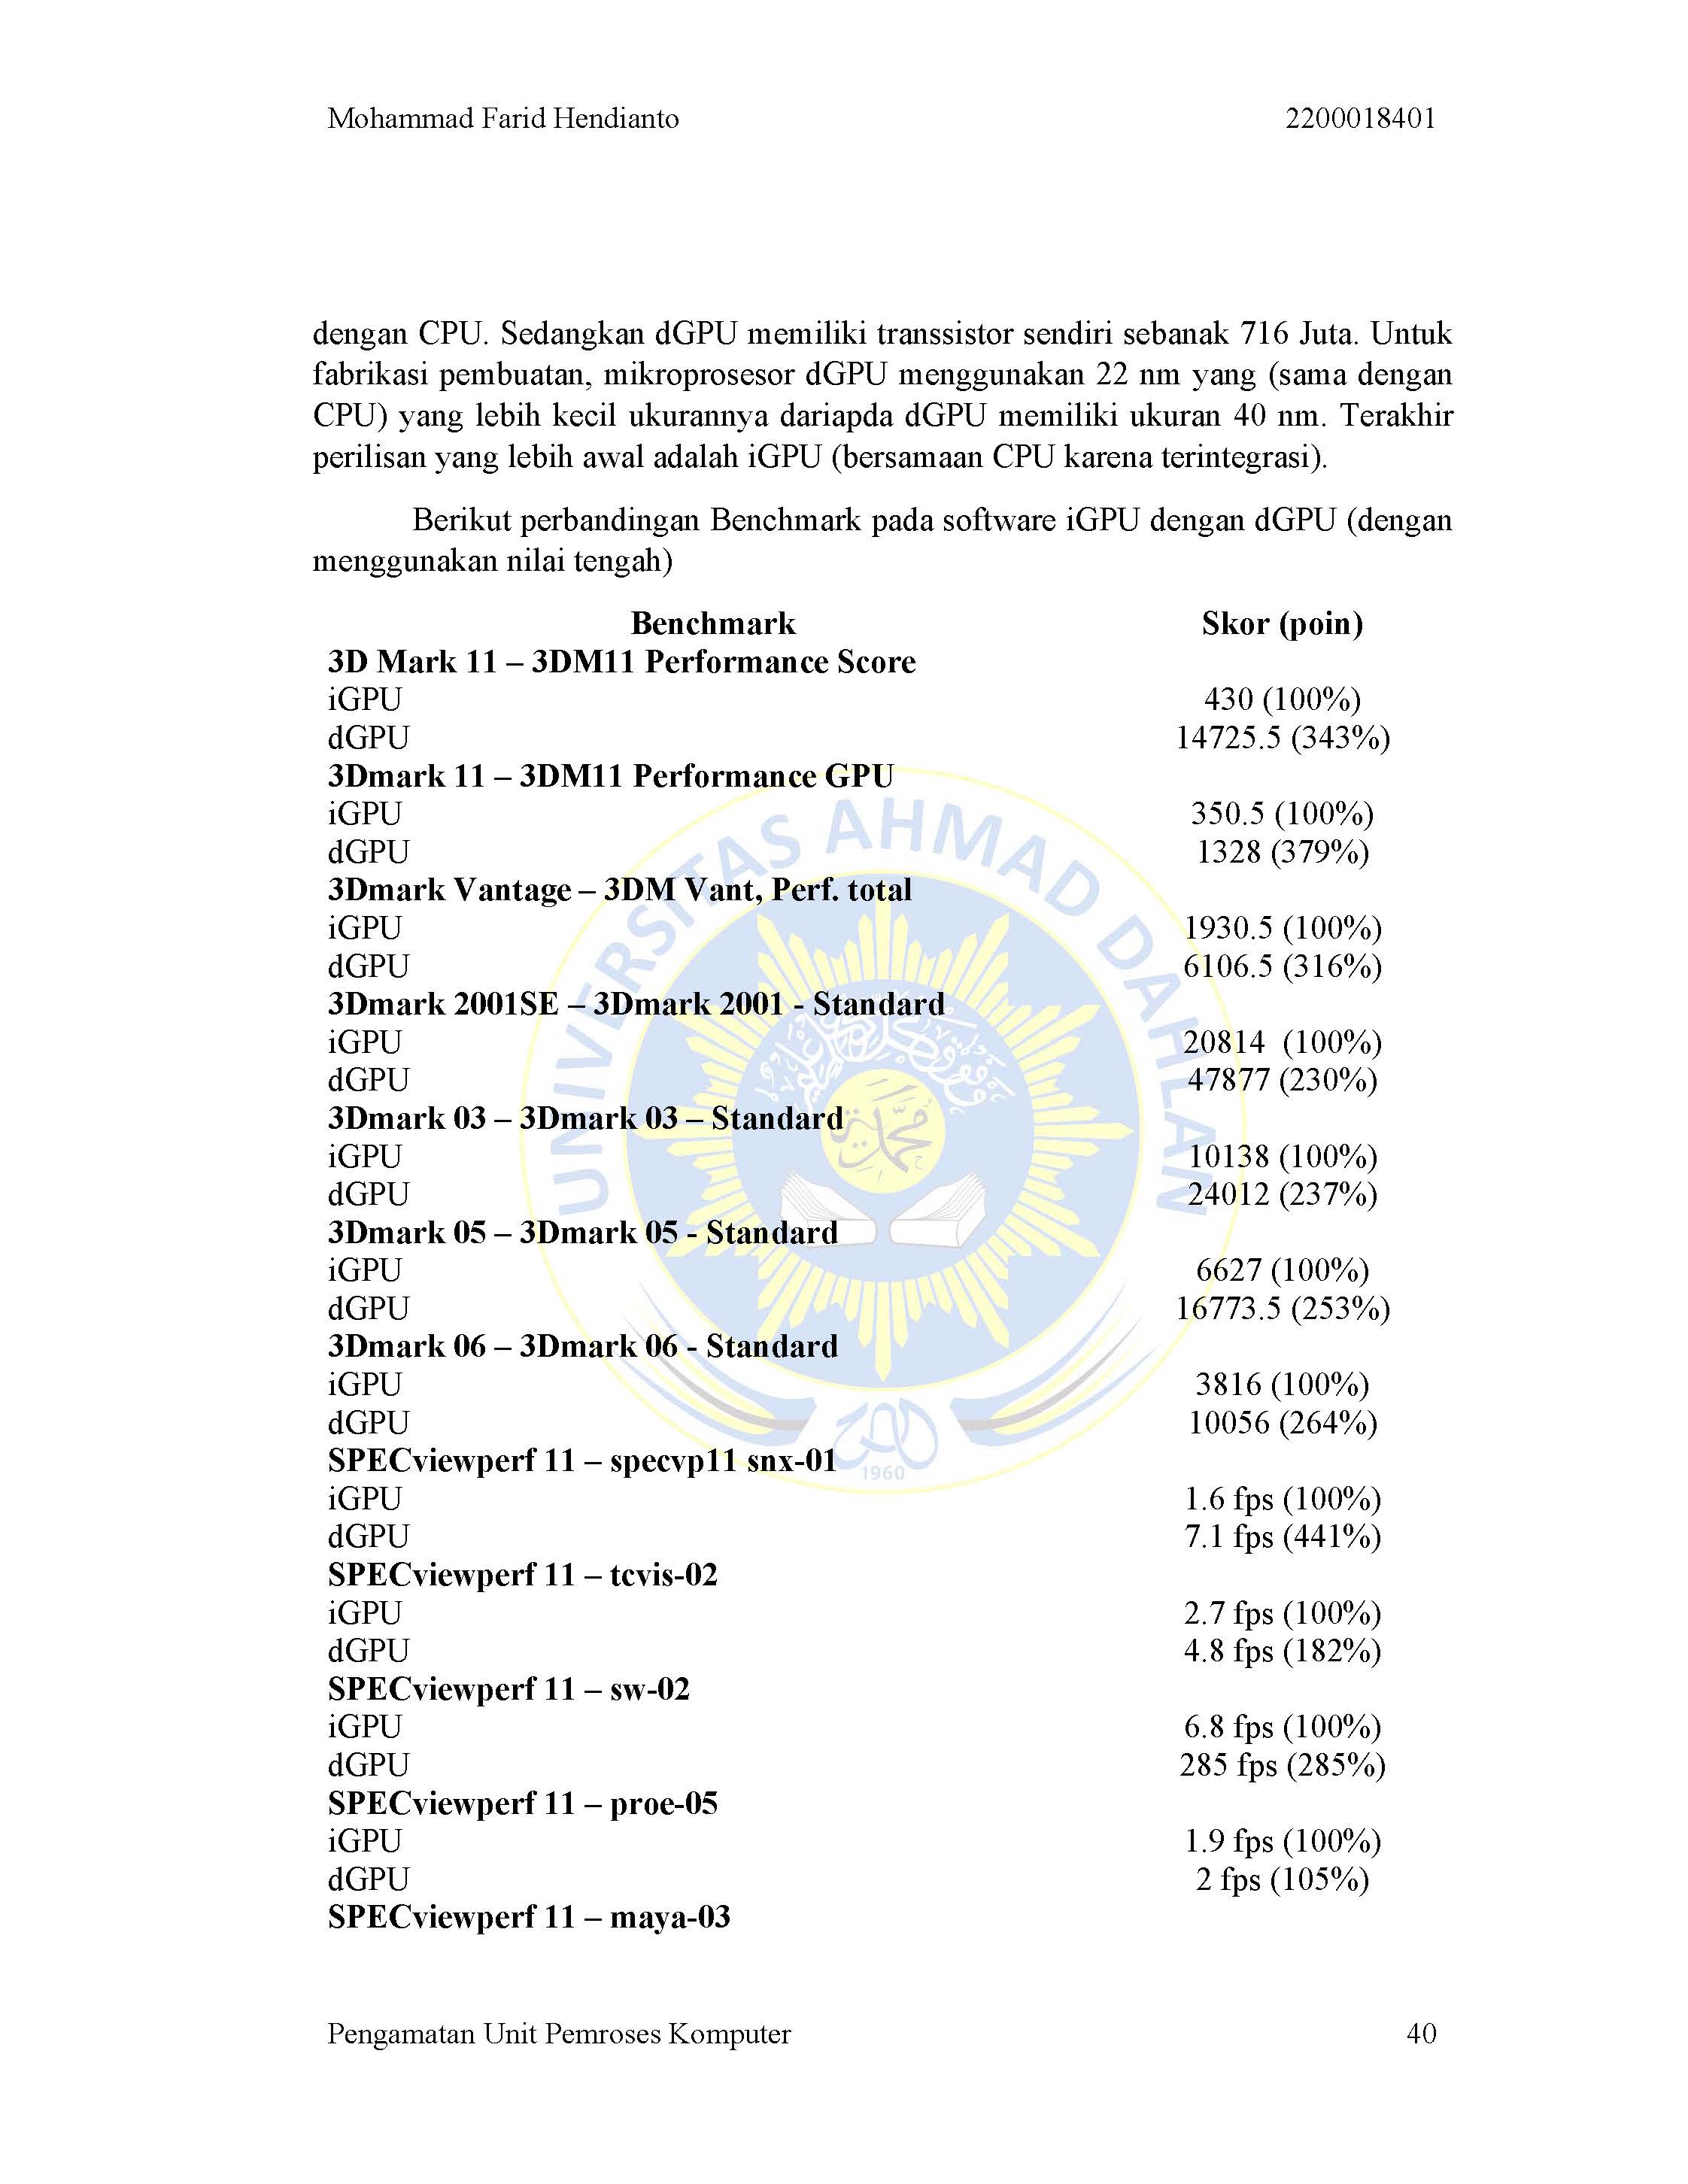 Mohammad Farid Hendianto 2200018401
dengan CPU. Sedangkan dGPU memiliki transsistor sendiri sebanak 716 Juta. Untuk
fabrikasi pembuatan, mikroprosesor dGPU menggunakan 22 nm yang (sama dengan
CPU) yang lebih kecil ukurannya dariapda dGPU memiliki ukuran 40 nm. Terakhir
perilisan yang lebih awal adalah iGPU (bersamaan CPU karena terintegrasi).
Berikut perbandingan Benchmark pada software iGPU dengan dGPU (dengan
menggunakan nilai tengah)
Benchmark Skor (poin)
3D Mark 11 – 3DM11 Performance Score
iGPU 430 (100%)
dGPU 14725.5 (343%)
3Dmark 11 – 3DM11 Performance GPU
iGPU 350.5 (100%)
dGPU 1328 (379%)
3Dmark Vantage – 3DM Vant, Perf. total
iGPU 1930.5 (100%)
dGPU 6106.5 (316%)
3Dmark 2001SE – 3Dmark 2001 - Standard
iGPU 20814 (100%)
dGPU 47877 (230%)
3Dmark 03 – 3Dmark 03 – Standard
iGPU 10138 (100%)
dGPU 24012 (237%)
3Dmark 05 – 3Dmark 05 - Standard
iGPU 6627 (100%)
dGPU 16773.5 (253%)
3Dmark 06 – 3Dmark 06 - Standard
iGPU 3816 (100%)
dGPU 10056 (264%)
SPECviewperf 11 – specvp11 snx-01
iGPU 1.6 fps (100%)
dGPU 7.1 fps (441%)
SPECviewperf 11 – tcvis-02
iGPU 2.7 fps (100%)
dGPU 4.8 fps (182%)
SPECviewperf 11 – sw-02
iGPU 6.8 fps (100%)
dGPU 285 fps (285%)
SPECviewperf 11 – proe-05
iGPU 1.9 fps (100%)
dGPU 2 fps (105%)
SPECviewperf 11 – maya-03
UNIVERSITAS AHMAD DAHLAN
محمد
1960
Pengamatan Unit Pemroses Komputer 40